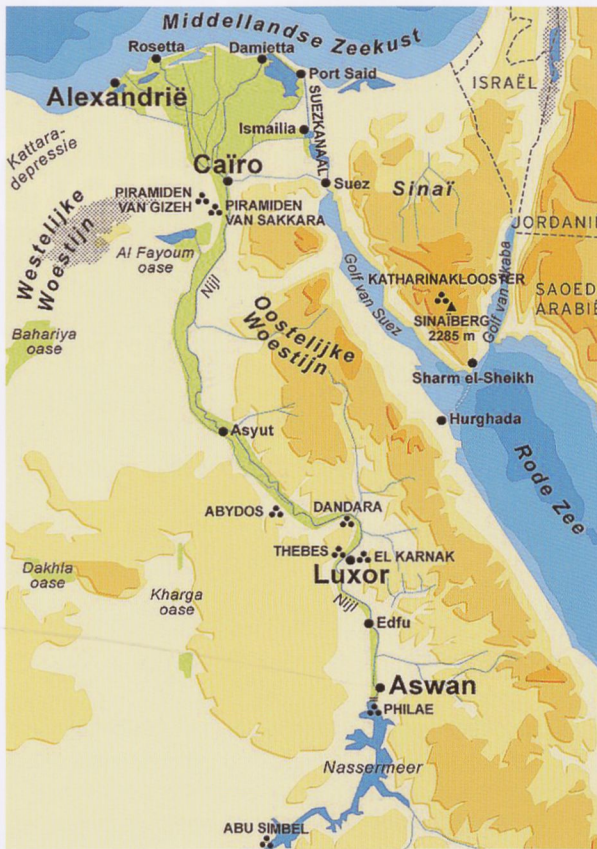 Middellandse Zeekust
Rosetta
Damietta
Port Said
Alexandrië
SUEZKANAAL
ISRAËL
Ismailia
Kattara-
depressie
Caïro
Suez
Sinaï
PIRAMIDEN
VAN GIZEH
PIRAMIDEN
VAN SAKKARA
JORDANIË
Westelijke
Woestijn
Al Fayoum
oase
Nijl
Golf van Suez
KATHARINAKLOOSTER
Golf van Akaba
SAOED
ARABIË
SINAÏBERG
2285 m
Oostelijke
Woestijn
Bahariya
oase
Sharm el-Sheikh
Hurghada
Asyut
Rode Zee
ABYDOS
DANDARA
THEBES
EL KARNAK
Luxor
Dakhla
oase
Kharga
oase
Nijl
Edfu
Aswan
PHILAE
Nassermeer
ABU SIMBEL